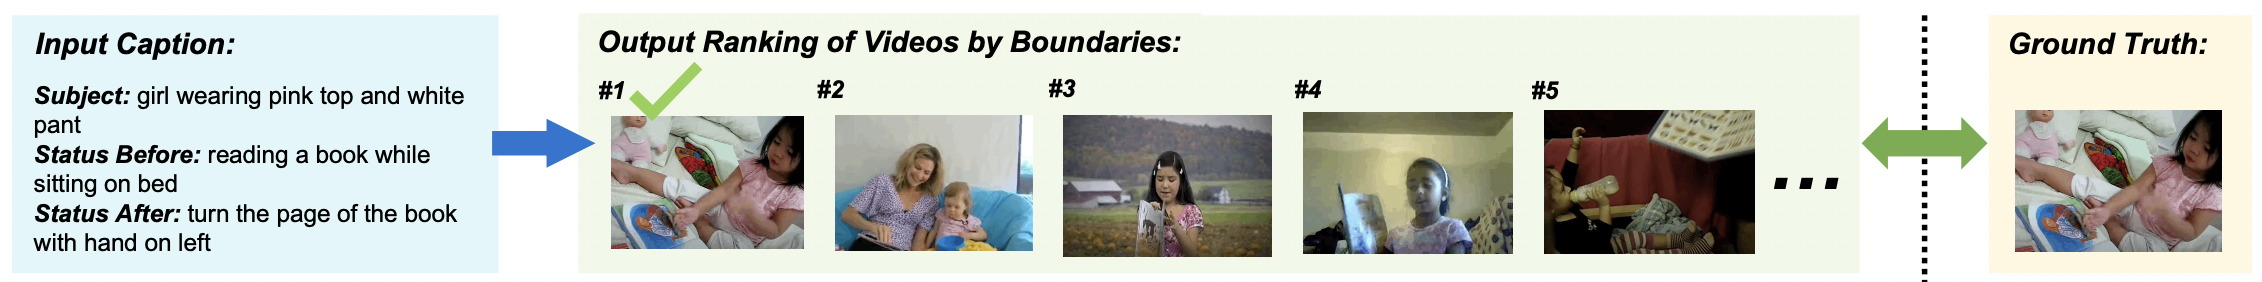 Input Caption:
Subject: girl wearing pink top and white
pant
Status Before: reading a book while
sitting on bed
Status After: turn the page of the book
with hand on left
Output Ranking of Videos by Boundaries:
#1
#2
#3
#4
#5
...
Ground Truth: